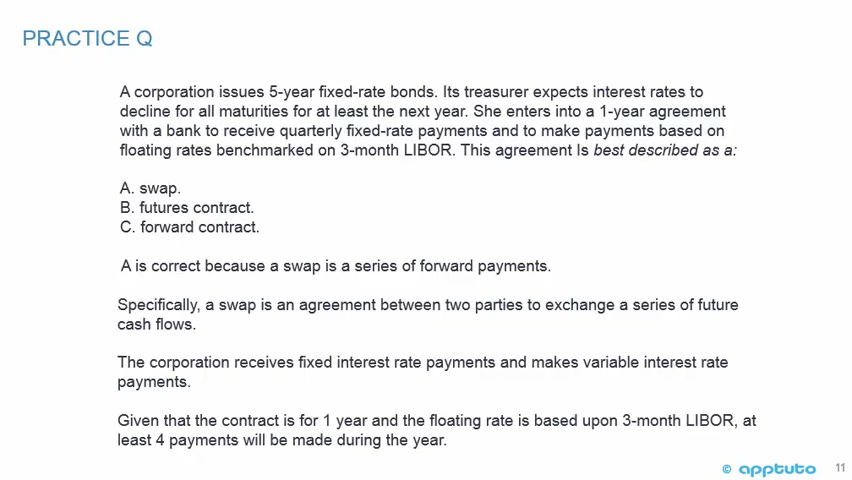 PRACTICE Q
A corporation issues 5-year fixed-rate bonds. Its treasurer expects interest rates to
decline for all maturities for at least the next year. She enters into a 1-year agreement
with a bank to receive quarterly fixed-rate payments and to make payments based on
floating rates benchmarked on 3-month LIBOR. This agreement Is best described as a:
A. swap.
B. futures contract.
C. forward contract.
A is correct because a swap is a series of forward payments.
Specifically, a swap is an agreement between two parties to exchange a series of future
cash flows.
The corporation receives fixed interest rate payments and makes variable interest rate
payments.
Given that the contract is for 1 year and the floating rate is based upon 3-month LIBOR, at
least 4 payments will be made during the year.
© apptuto 11